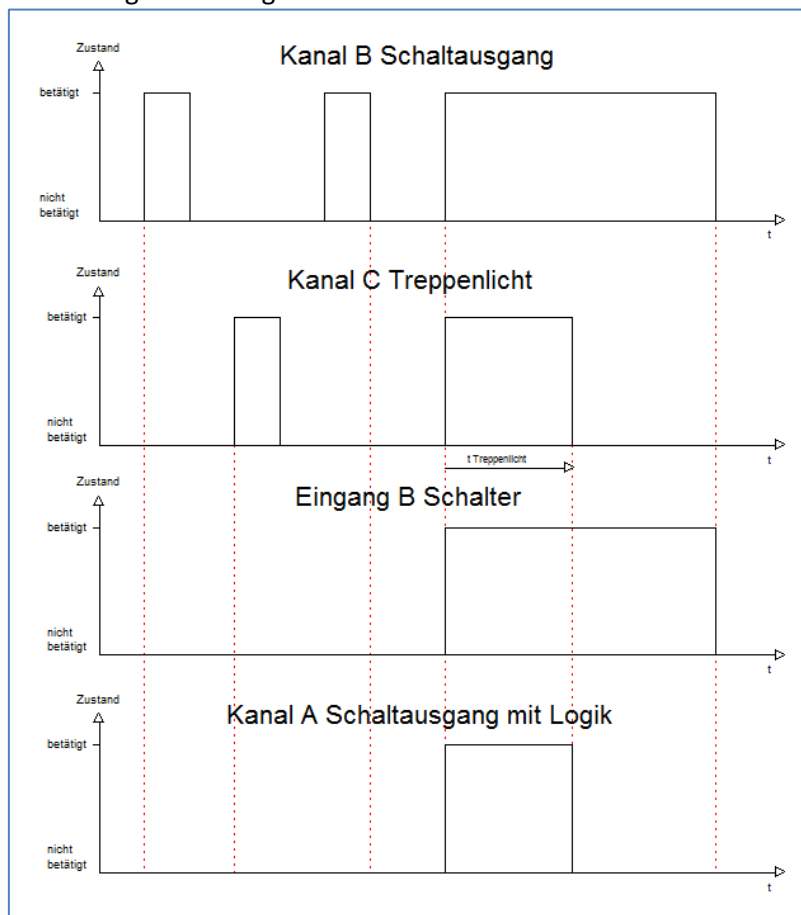 Zustand
Kanal B Schaltausgang
betätigt
nicht
betätigt
t
Zustand
Kanal C Treppenlicht
betätigt
nicht
betätigt
t Treppenlicht
t
Zustand
Eingang B Schalter
betätigt
nicht
betätigt
t
Zustand
Kanal A Schaltausgang mit Logik
betätigt
nicht
betätigt
t